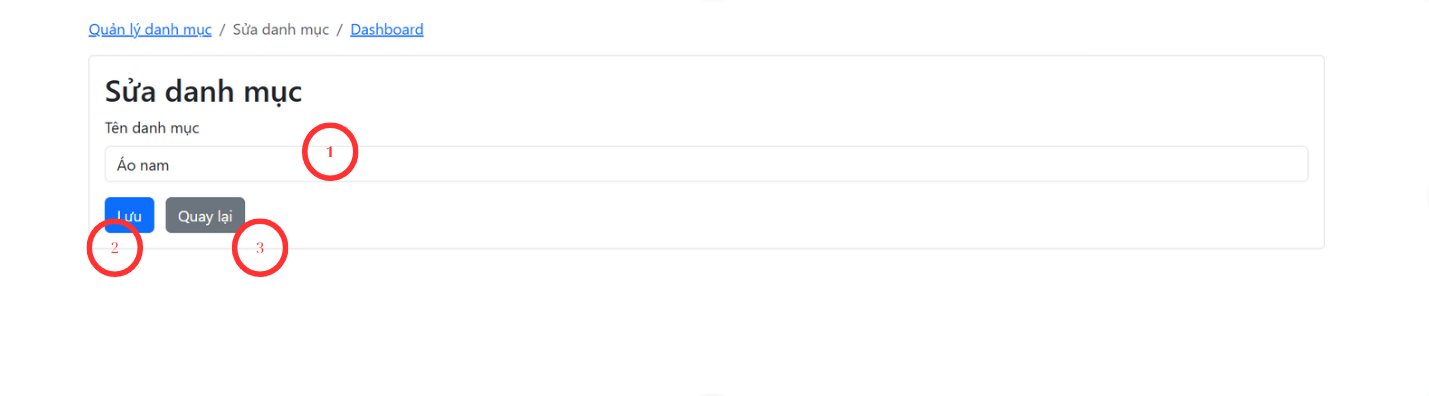 Quản lý danh mục / Sửa danh mục / Dashboard
Sửa danh mục
Tên danh mục
1
Áo nam
Lưu Quay lại
2 3